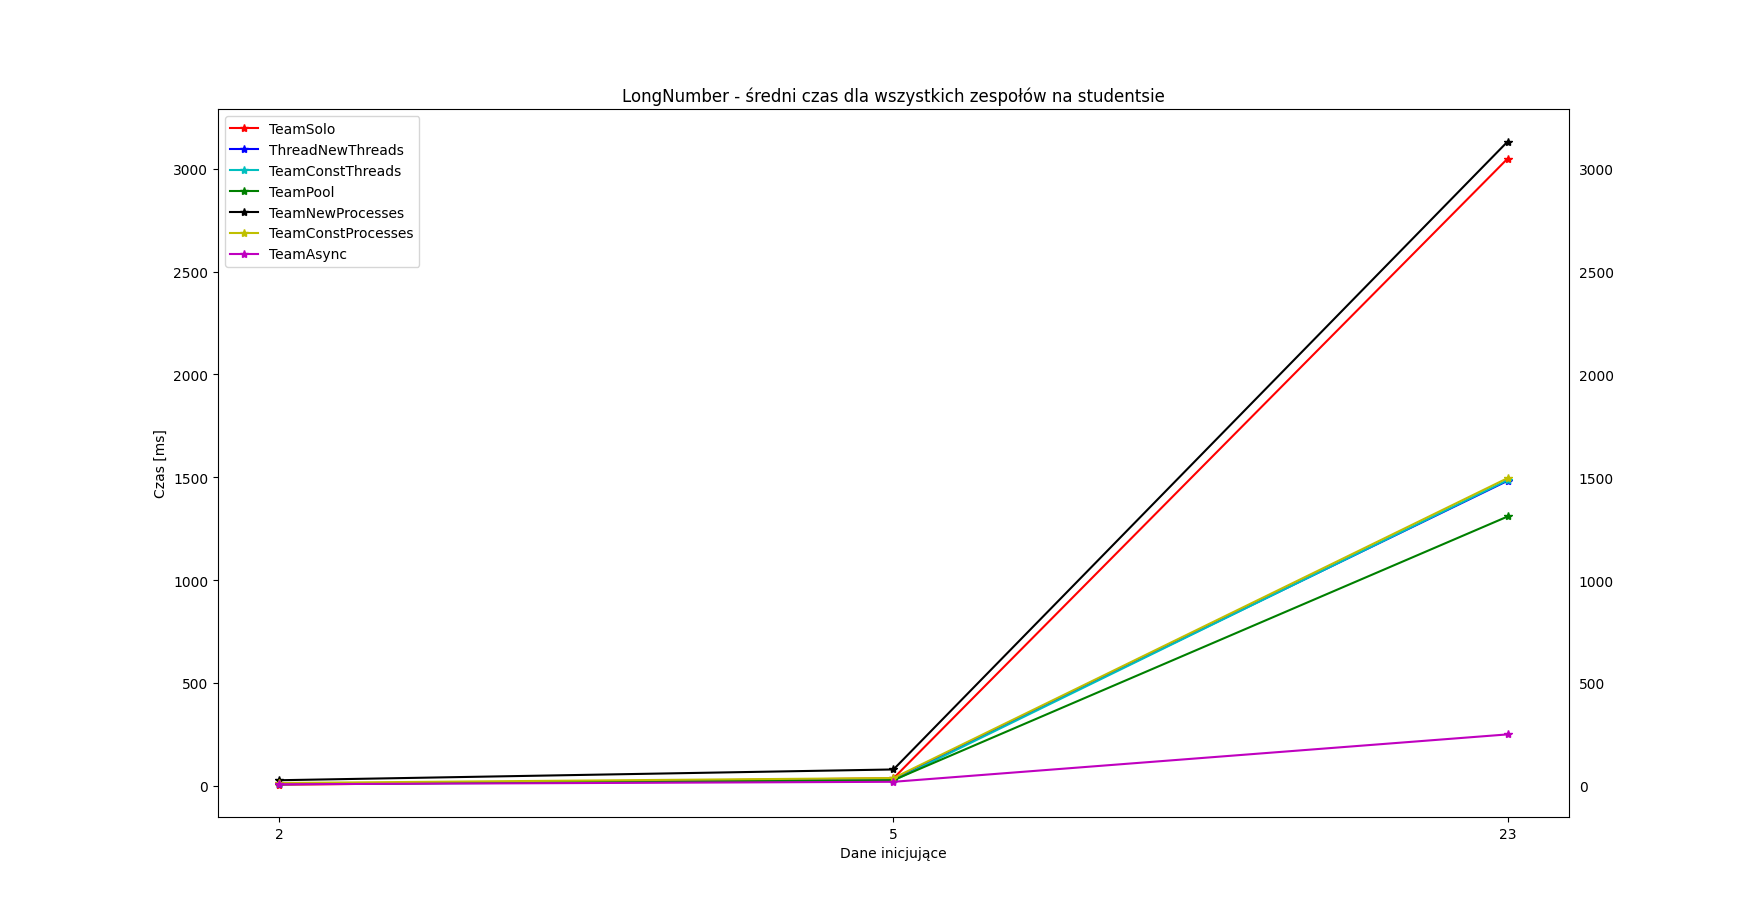 LongNumber - średni czas dla wszystkich zespołów na studentsie
TeamSolo
ThreadNewThreads
TeamConstThreads
TeamPool
TeamNewProcesses
TeamConstProcesses
TeamAsync
Czas [ms]
3000
2500
2000
1500
1000
500
0
3000
2500
2000
1500
1000
500
0
2 5 23
Dane inicjujące